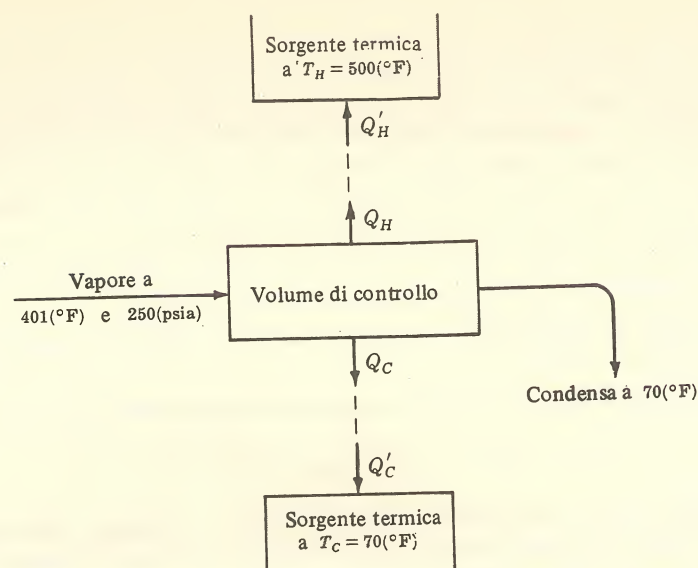 Sorgente termica
a T_H = 500(°F)
Q'_H
Q_H
Vapore a
401(°F) e 250(psia)
Volume di controllo
Q_C
Condensa a 70(°F)
Q'_C
Sorgente termica
a T_C = 70(°F)